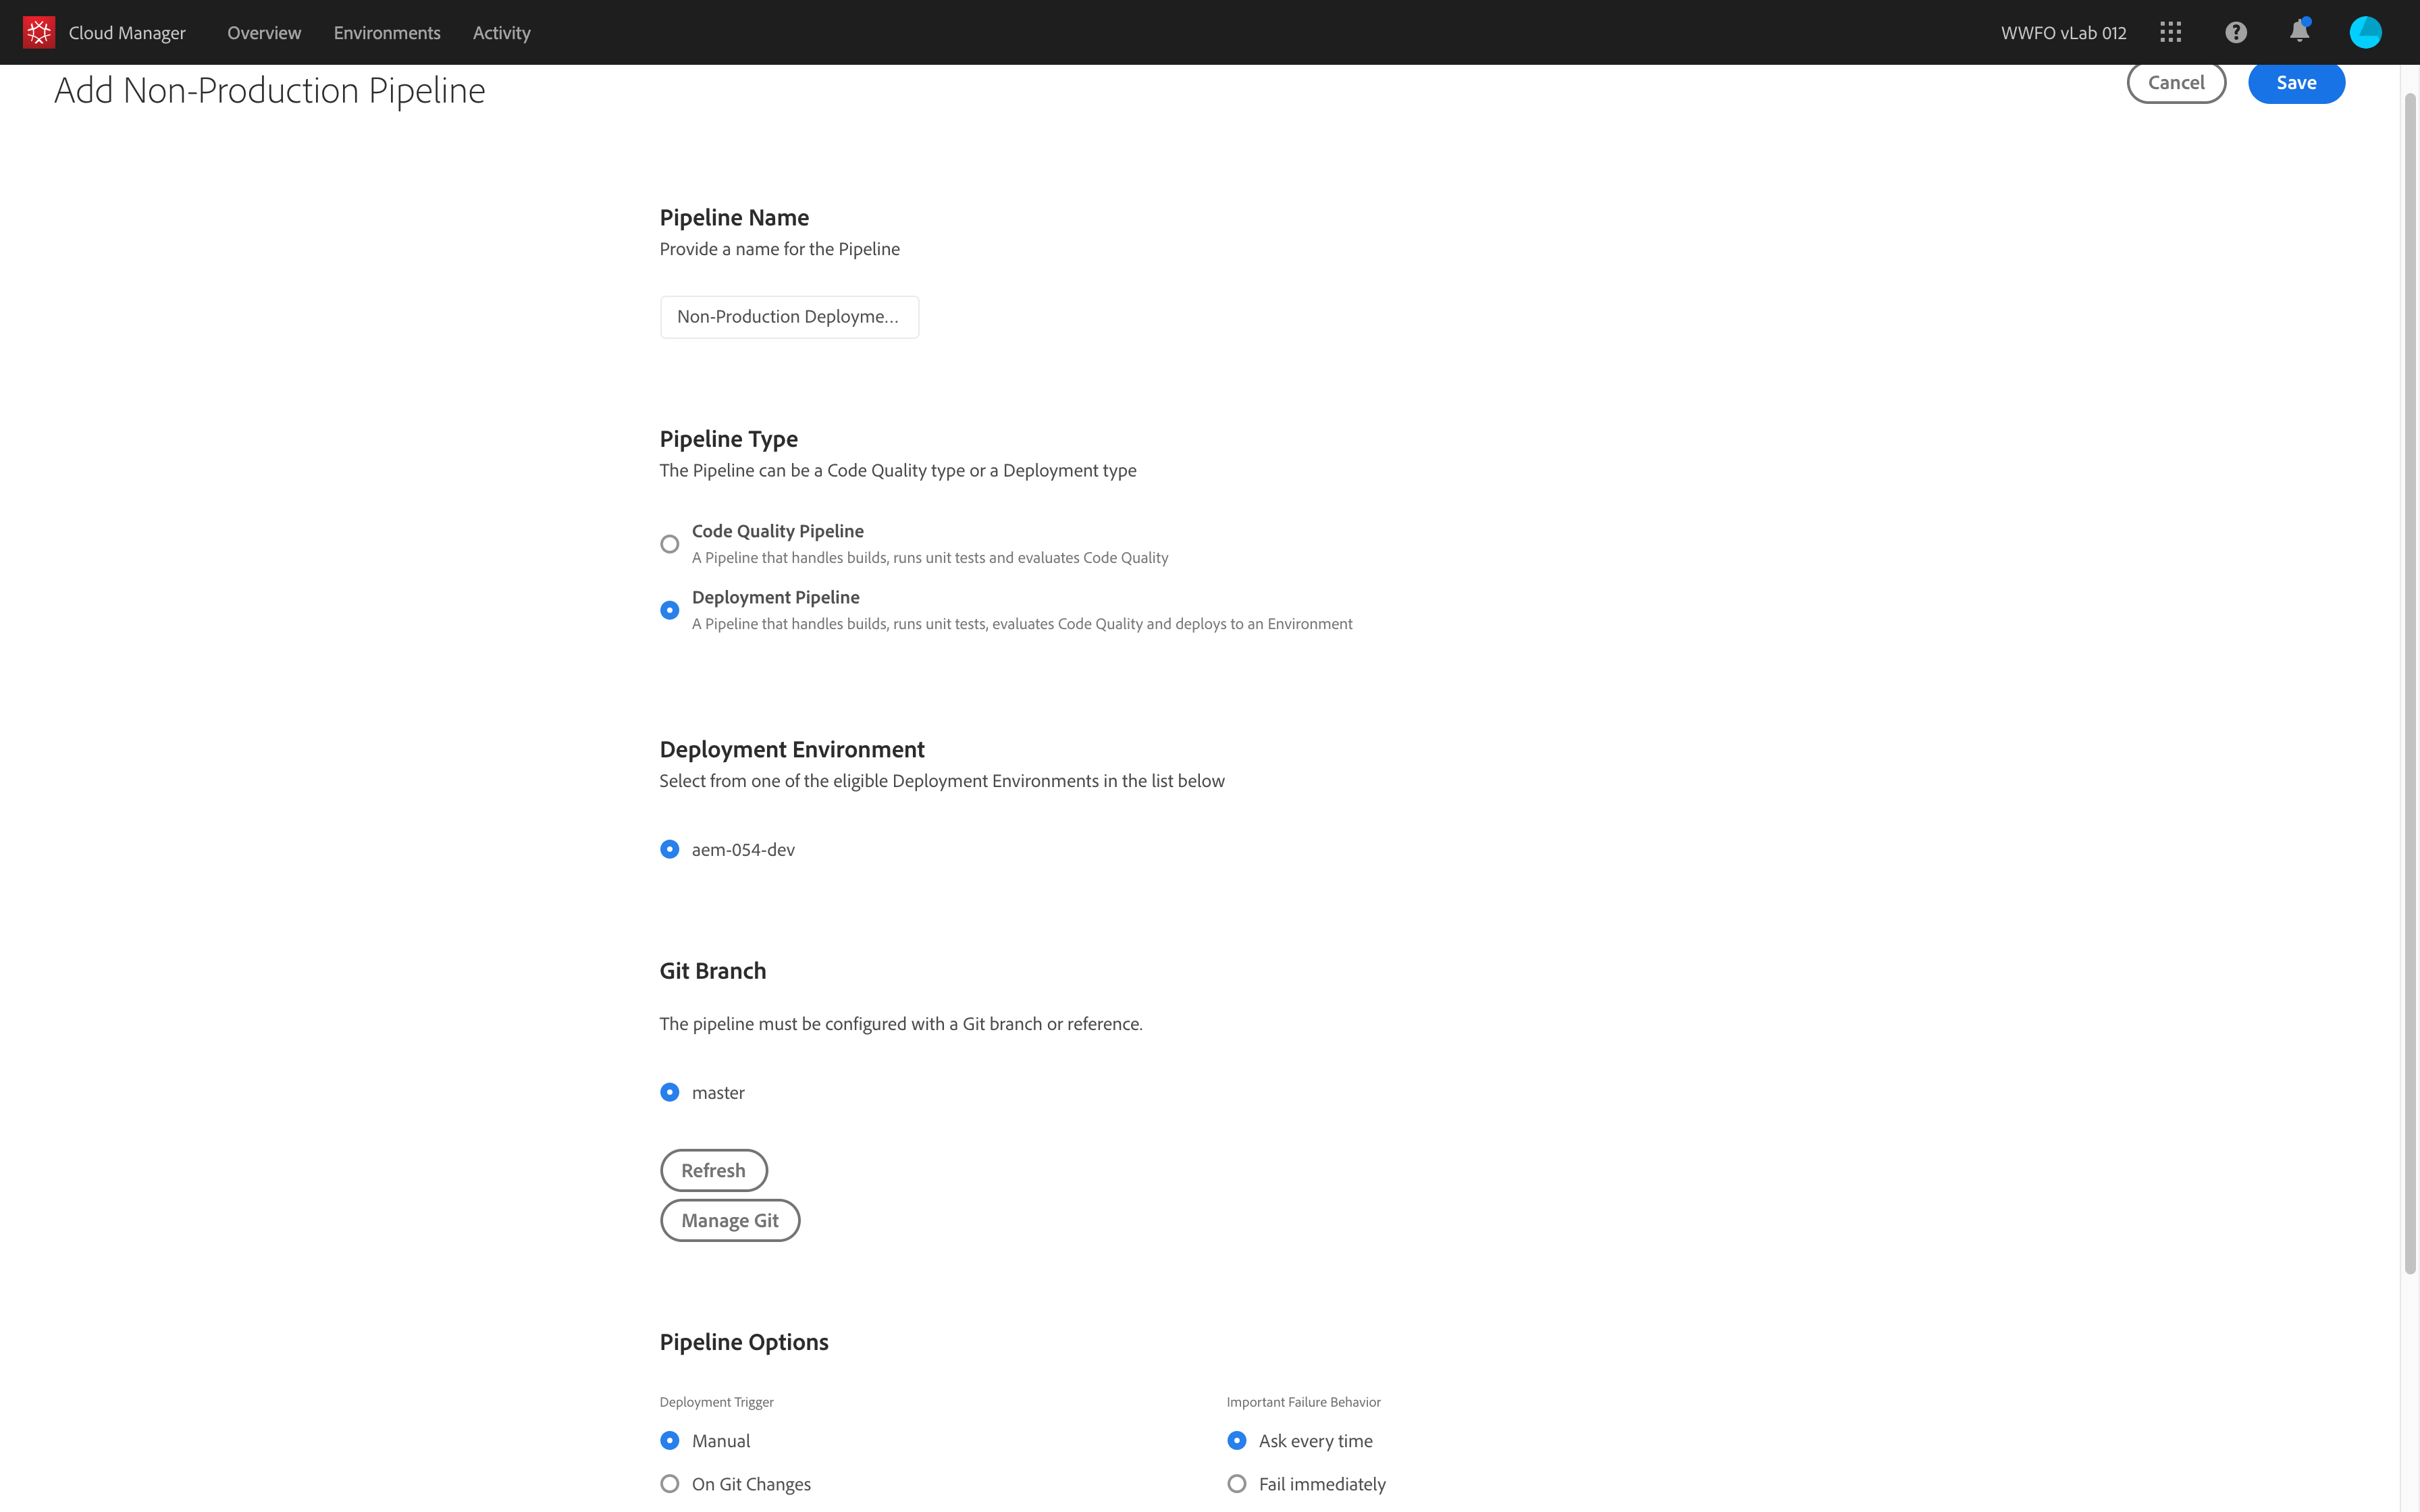 Cloud Manager Overview Environments Activity WWFO vLab 012
Add Non-Production Pipeline Cancel Save
Pipeline Name
Provide a name for the Pipeline
Non-Production Deployme...
Pipeline Type
The Pipeline can be a Code Quality type or a Deployment type
Code Quality Pipeline
A Pipeline that handles builds, runs unit tests and evaluates Code Quality
Deployment Pipeline
A Pipeline that handles builds, runs unit tests, evaluates Code Quality and deploys to an Environment
Deployment Environment
Select from one of the eligible Deployment Environments in the list below
aem-054-dev
Git Branch
The pipeline must be configured with a Git branch or reference.
master
Refresh
Manage Git
Pipeline Options
Deployment Trigger Important Failure Behavior
Manual Ask every time
On Git Changes Fail immediately